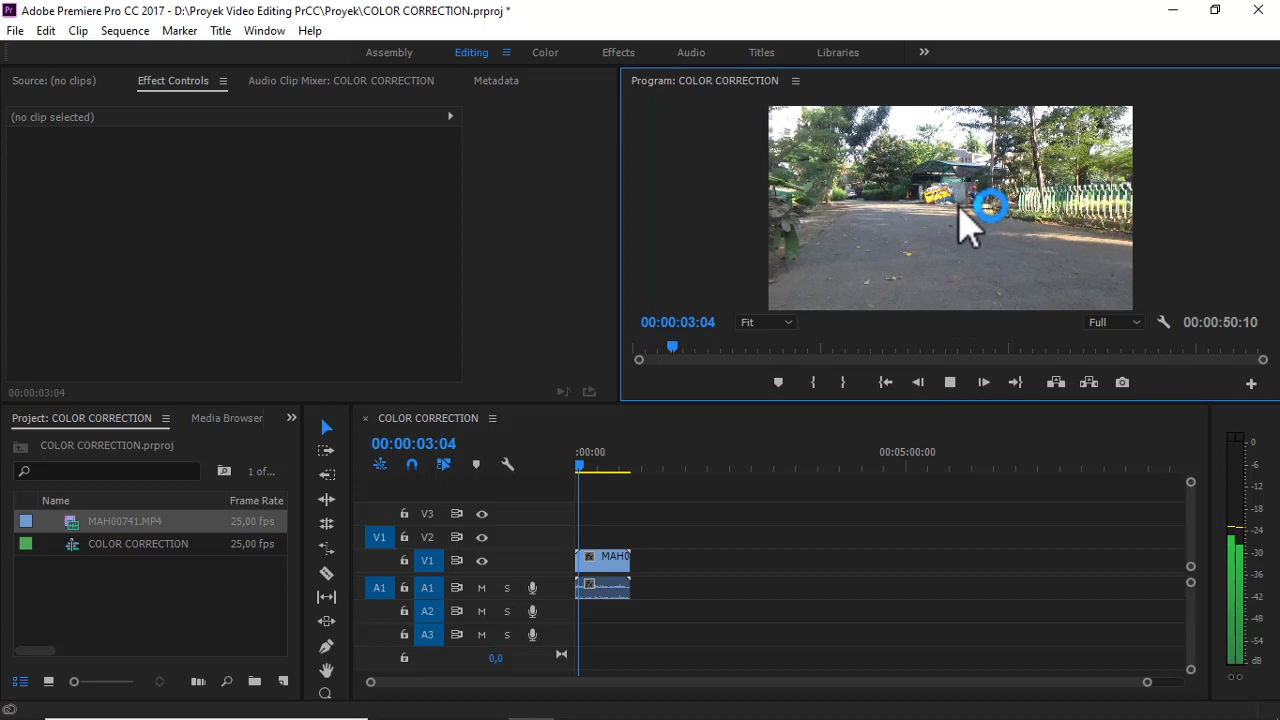 Adobe Premiere Pro CC 2017 - D:\Proyek Video Editing PrCC\Proyek\COLOR CORRECTION.prproj *
File Edit Clip Sequence Marker Title Window Help
Assembly Editing Color Effects Audio Titles Libraries
Source: (no clips) Effect Controls Audio Clip Mixer: COLOR CORRECTION Metadata
Program: COLOR CORRECTION
(no clip selected)
00:00:03:04 Fit Full 00:00:50:10
00:00:03:04
Project: COLOR CORRECTION Media Browser
COLOR CORRECTION.prproj
1 of...
Name Frame Rate
MAH00741.MP4 25,00 fps
COLOR CORRECTION 25,00 fps
COLOR CORRECTION
00:00:03:04
:00:00 00:05:00:00
V3
V1 V2
V1 fx MAH0
A1 A1 M S fx
A2 M S
A3 M S
0,0
0
-6
-12
-18
-24
-30
-36
-42
-48
-54
dB